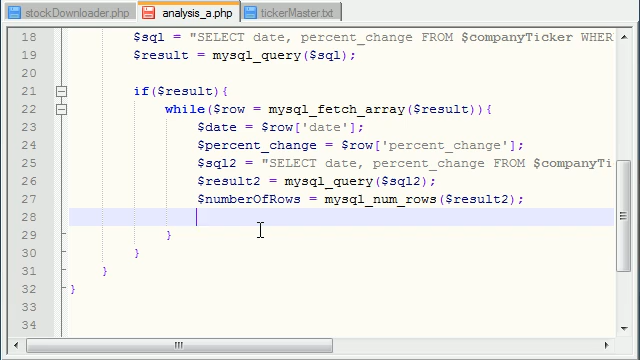 stockDownloader.php analysis_a.php tickerMaster.txt
18 $sql = "SELECT date, percent_change FROM $companyTicker WHER
19 $result = mysql_query($sql);
20
21 if($result){
22 while($row = mysql_fetch_array($result)){
23 $date = $row['date'];
24 $percent_change = $row['percent_change'];
25 $sql2 = "SELECT date, percent_change FROM $companyTi
26 $result2 = mysql_query($sql2);
27 $numberOfRows = mysql_num_rows($result2);
28
29 }
30 }
31 }
32 }
33
34